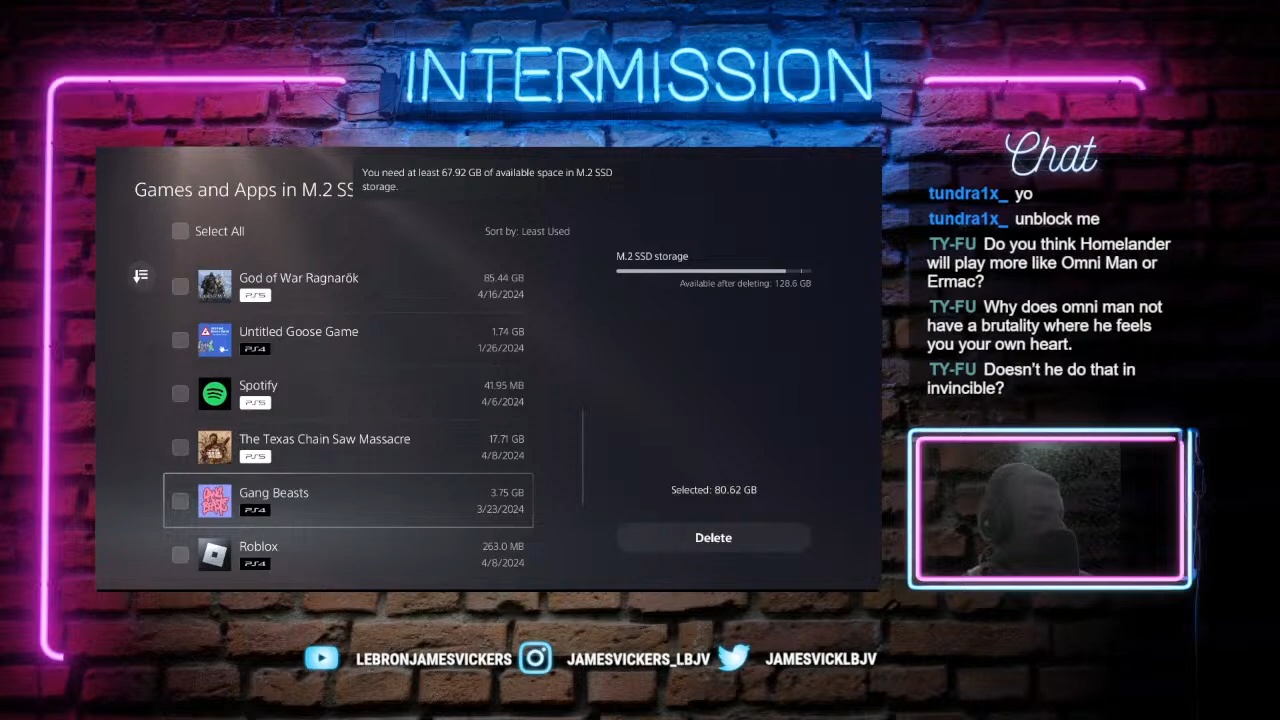 INTERMISSION
You need at least 67.92 GB of available space in M.2 SSD
storage.
Games and Apps in M.2 SS
Select All
Sort by: Least Used
God of War Ragnarök
PS5
85.44 GB
4/16/2024
Untitled Goose Game
PS4
1.74 GB
1/26/2024
Spotify
PS5
41.95 MB
4/6/2024
The Texas Chain Saw Massacre
PS5
17.71 GB
4/8/2024
GANG BEASTS
Gang Beasts
PS4
3.75 GB
3/23/2024
Roblox
PS4
263.0 MB
4/8/2024
M.2 SSD storage
Available after deleting: 128.6 GB
Selected: 80.62 GB
Delete
Chat
tundra1x_ yo
tundra1x_ unblock me
TY-FU Do you think Homelander
will play more like Omni Man or
Ermac?
TY-FU Why does omni man not
have a brutality where he feels
you your own heart.
TY-FU Doesn't he do that in
invincible?
LEBRONJAMESVICKERS
JAMESVICKERS_LBJV
JAMESVICKLBJV